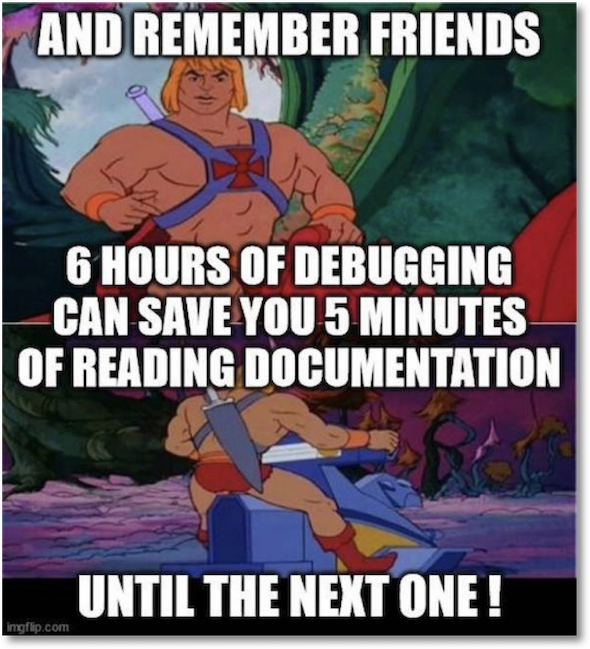 AND REMEMBER FRIENDS
6 HOURS OF DEBUGGING
CAN SAVE YOU 5 MINUTES
OF READING DOCUMENTATION
UNTIL THE NEXT ONE !
imgflip.com